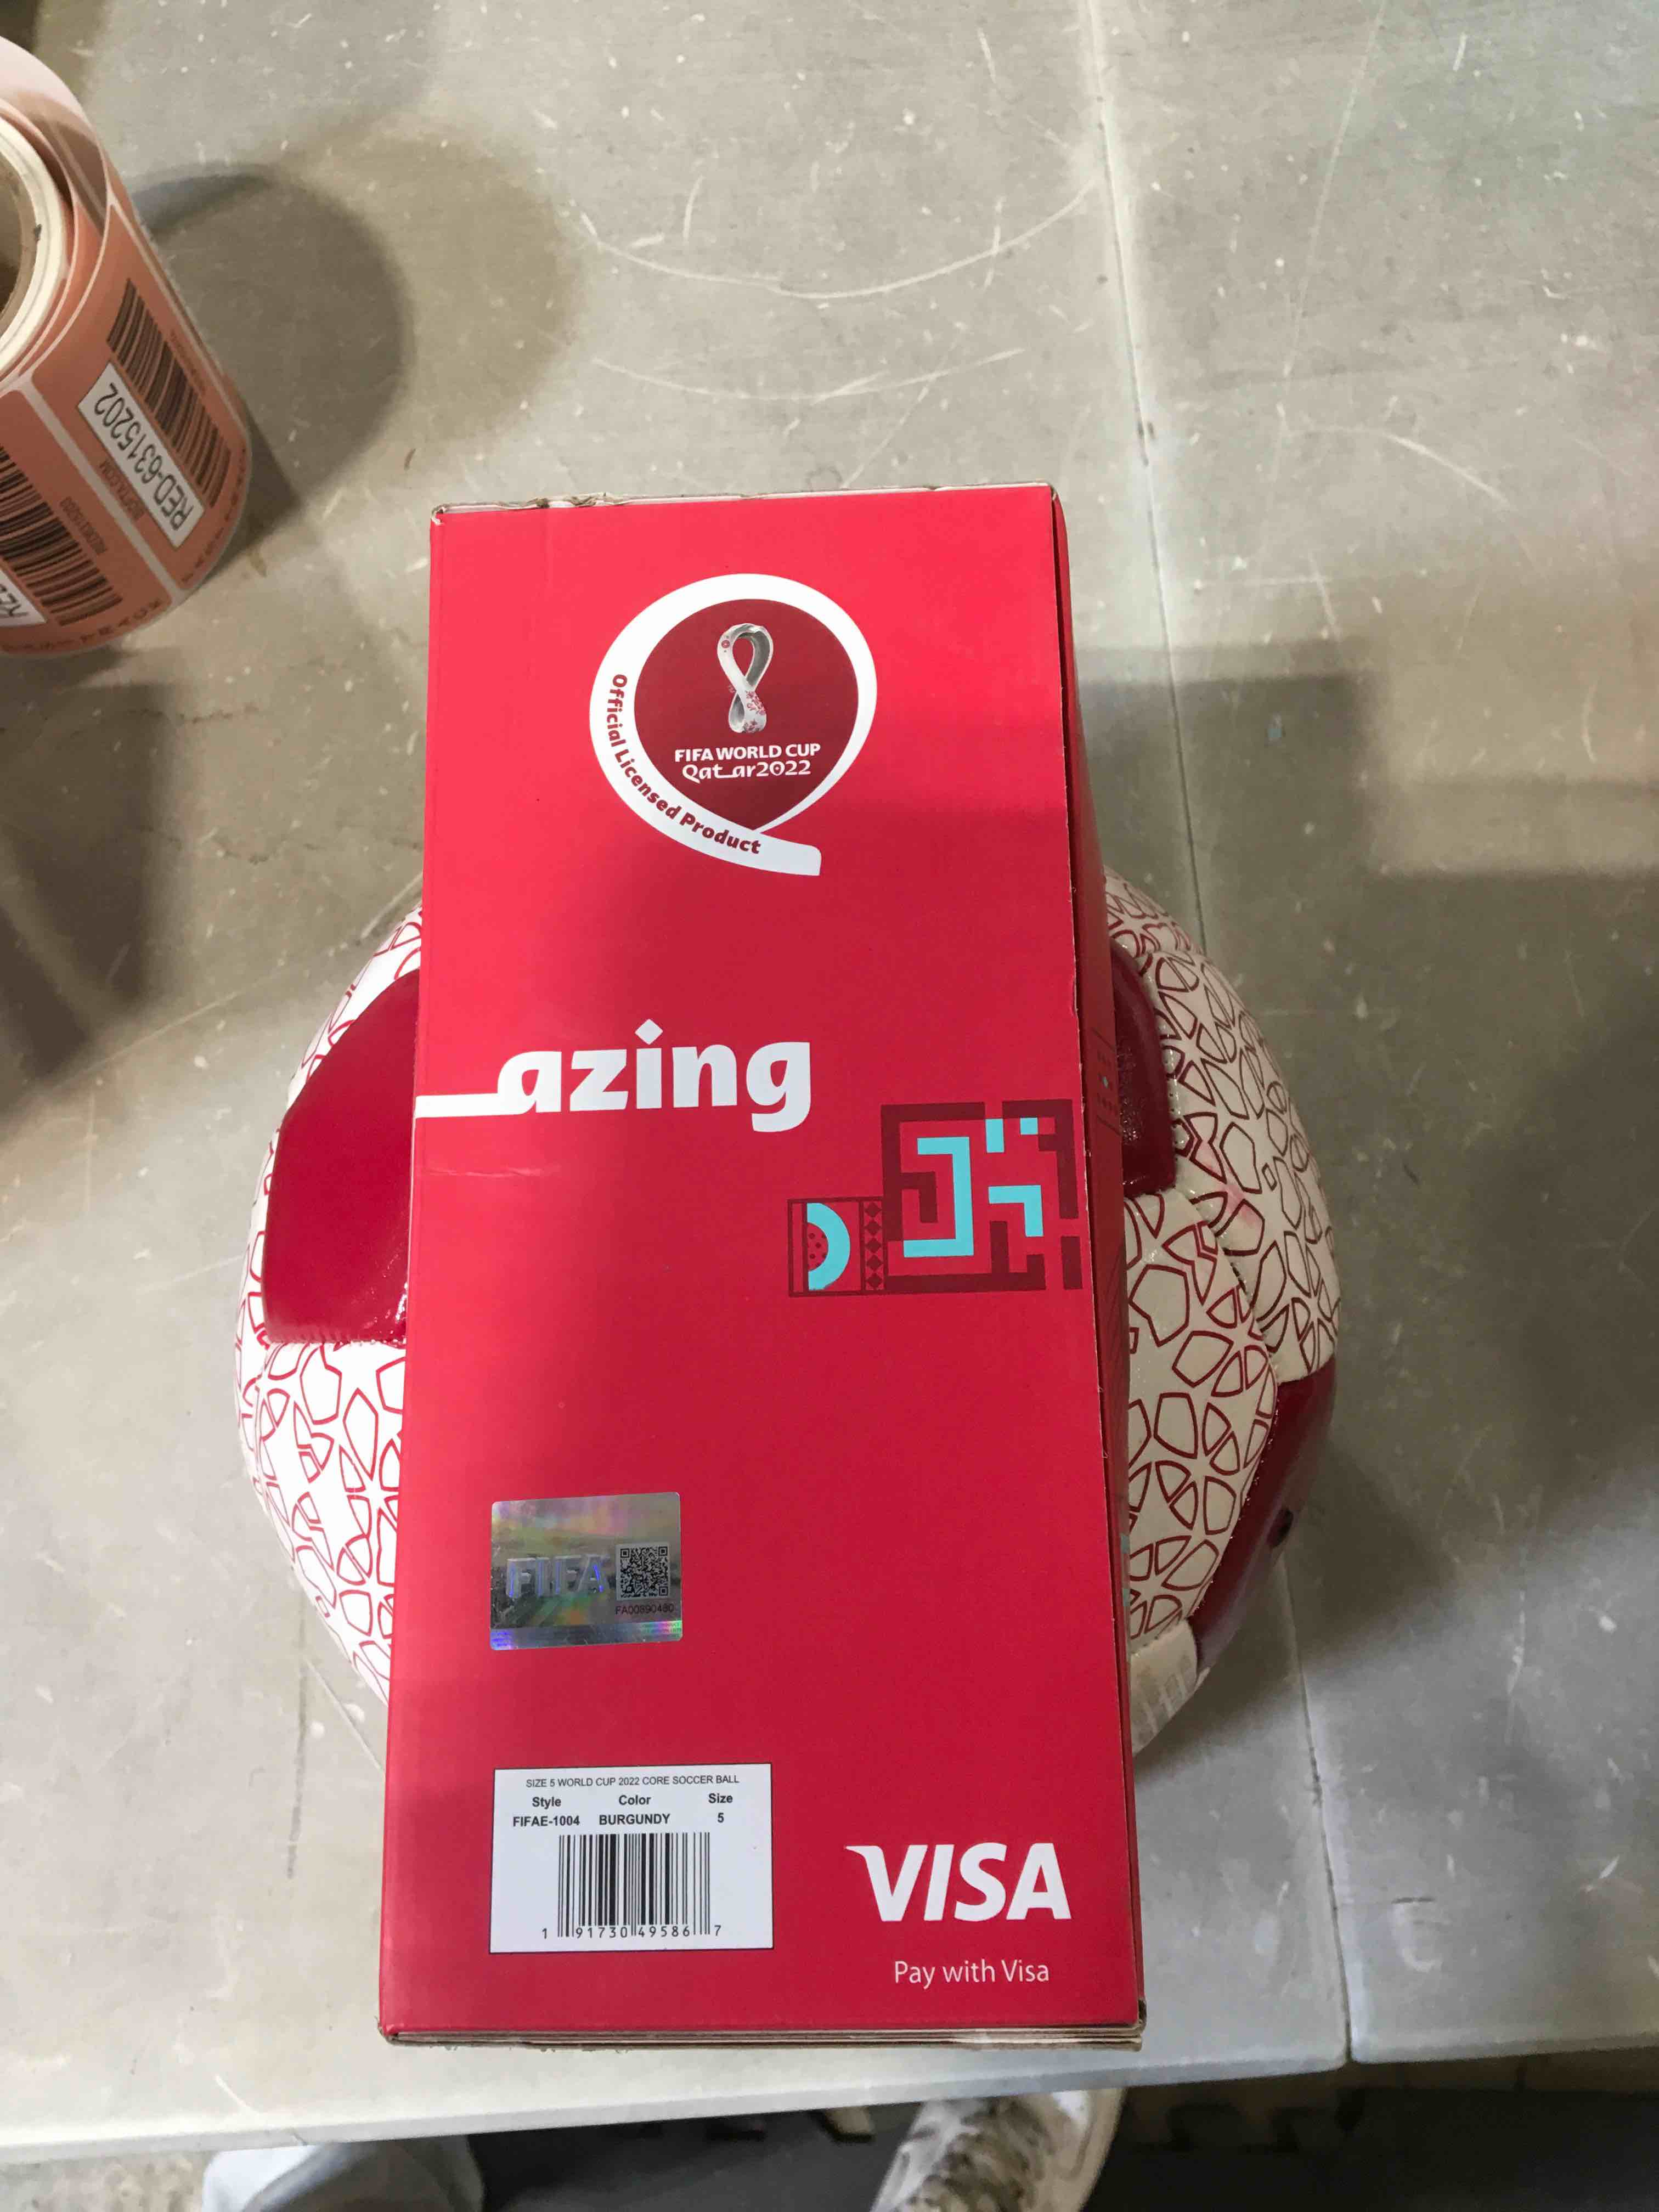 RED-6315202
Official Licensed Product
FIFA WORLD CUP
Qatar2022
azing
FIFA
FA00890480
SIZE 5 WORLD CUP 2022 CORE SOCCER BALL
Style Color Size
FIFAE-1004 BURGUNDY 5
1 91730 49586 7
VISA
Pay with Visa